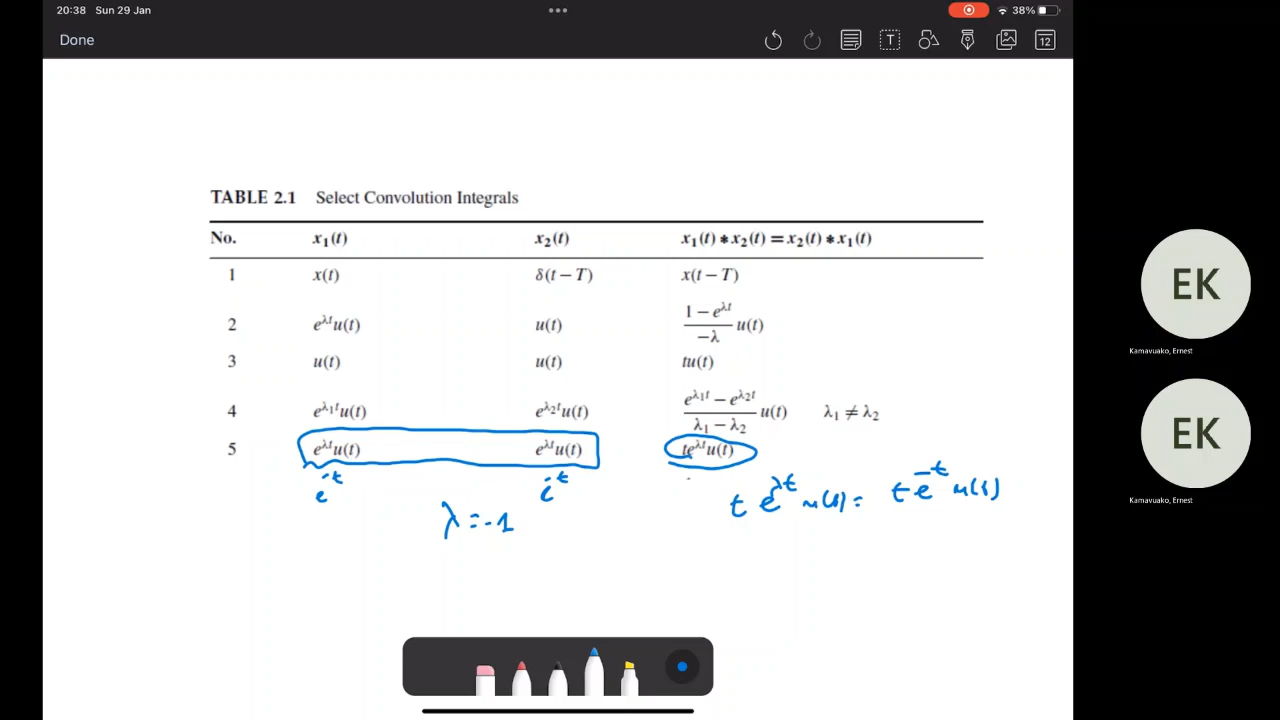 20:38 Sun 29 Jan
38%
Done
T
12
TABLE 2.1 Select Convolution Integrals
No. x₁(t) x₂(t) x₁(t) * x₂(t) = x₂(t) * x₁(t)
1 x(t) δ(t − T) x(t − T)
2 e^{λt}u(t) u(t) \frac{1 − e^{λt}}{−λ} u(t)
3 u(t) u(t) tu(t)
4 e^{λ₁t}u(t) e^{λ₂t}u(t) \frac{e^{λ₁t} − e^{λ₂t}}{λ₁ − λ₂} u(t) λ₁ ≠ λ₂
5 e^{λt}u(t) e^{λt}u(t) te^{λt}u(t)
e^{-t} e^{-t}
t e^{λt} u(t) = t e^{-t} u(t)
λ = -1
EK
Kamavuako, Ernest
EK
Kamavuako, Ernest